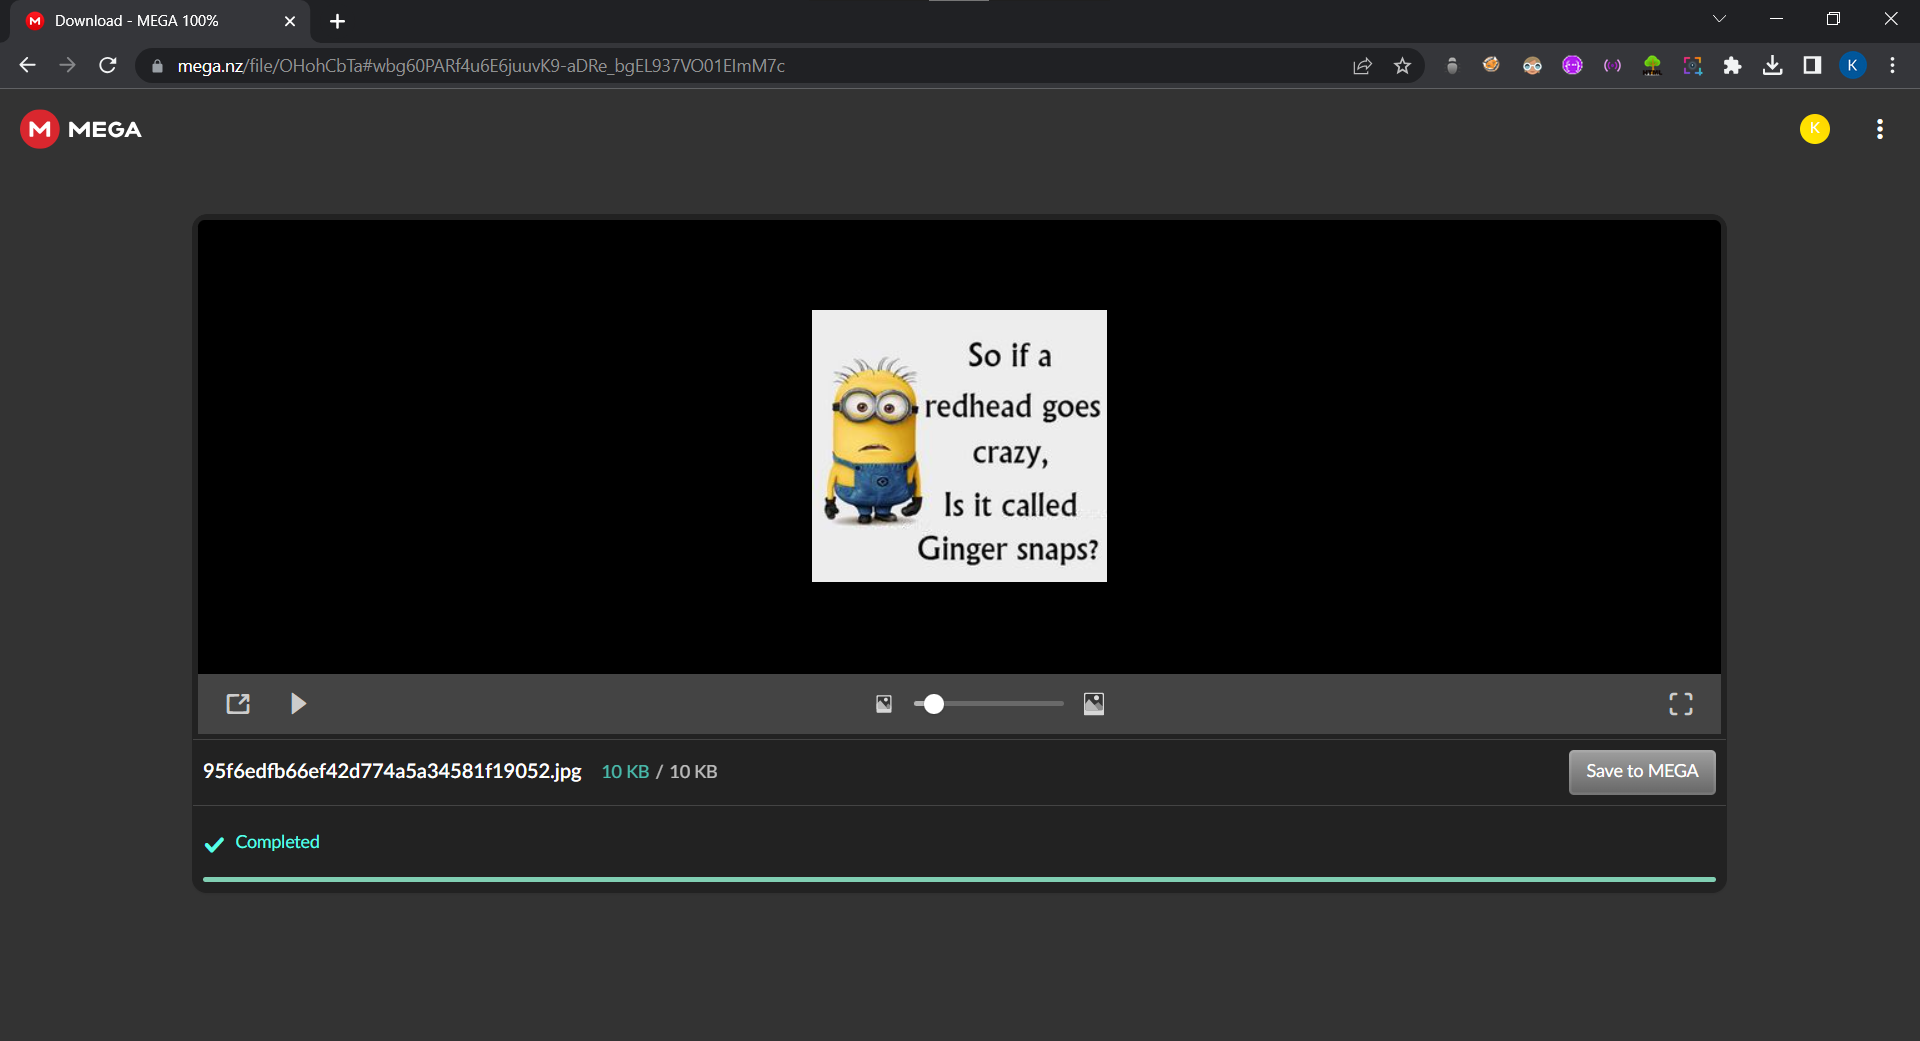 Download - MEGA 100%
mega.nz/file/OHohCbTa#wbg60PARf4u6E6juuvK9-aDRe_bgEL937VO01EImM7c
K
M MEGA
K
So if a
redhead goes
crazy,
Is it called
Ginger snaps?
95f6edfb66ef42d774a5a34581f19052.jpg 10 KB / 10 KB
Save to MEGA
Completed